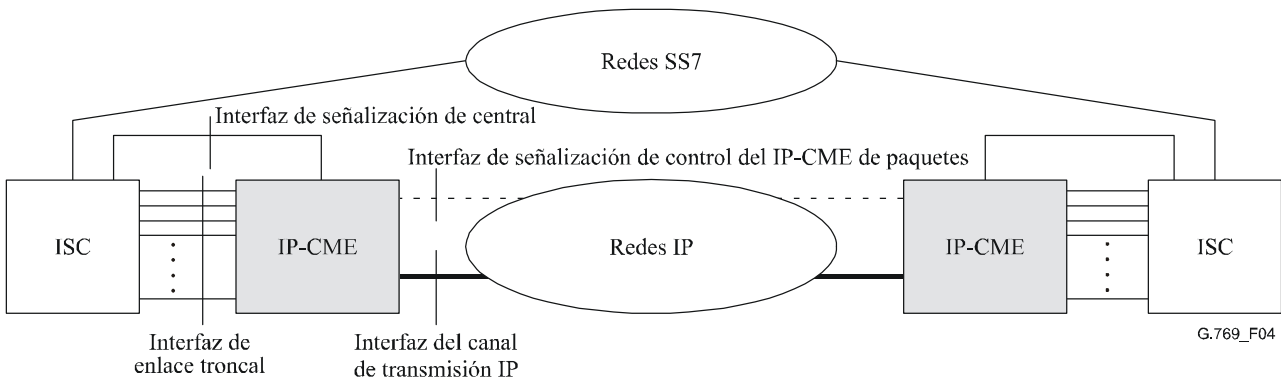 Redes SS7
Interfaz de señalización de central
Interfaz de señalización de control del IP-CME de paquetes
ISC
IP-CME
Redes IP
IP-CME
ISC
Interfaz de
enlace troncal
Interfaz del canal
de transmisión IP
G.769_F04